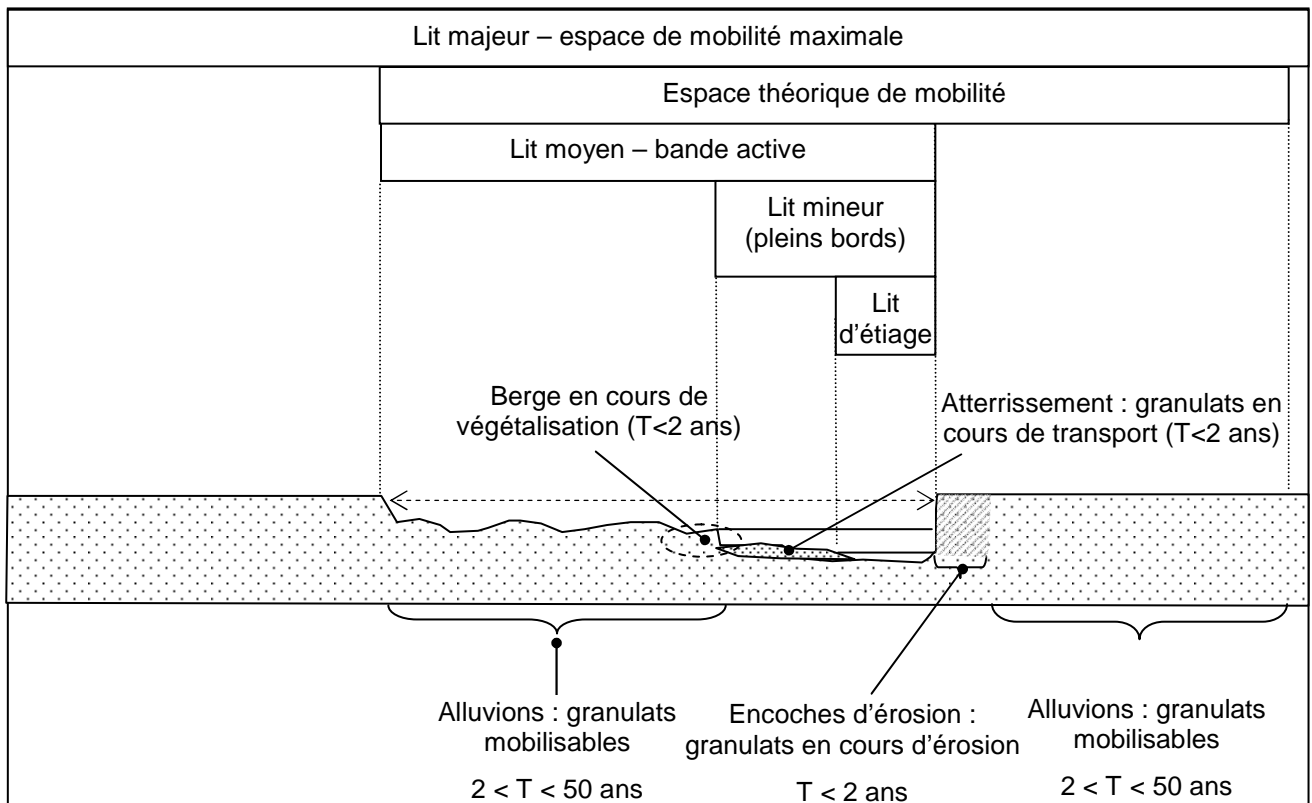 Lit majeur – espace de mobilité maximale
Espace théorique de mobilité
Lit moyen – bande active
Lit mineur
(pleins bords)
Lit
d’étiage
Berge en cours de
végétalisation (T<2 ans)
Atterrissement : granulats en
cours de transport (T<2 ans)
Alluvions : granulats
mobilisables
2 < T < 50 ans
Encoches d’érosion :
granulats en cours d’érosion
T < 2 ans
Alluvions : granulats
mobilisables
2 < T < 50 ans